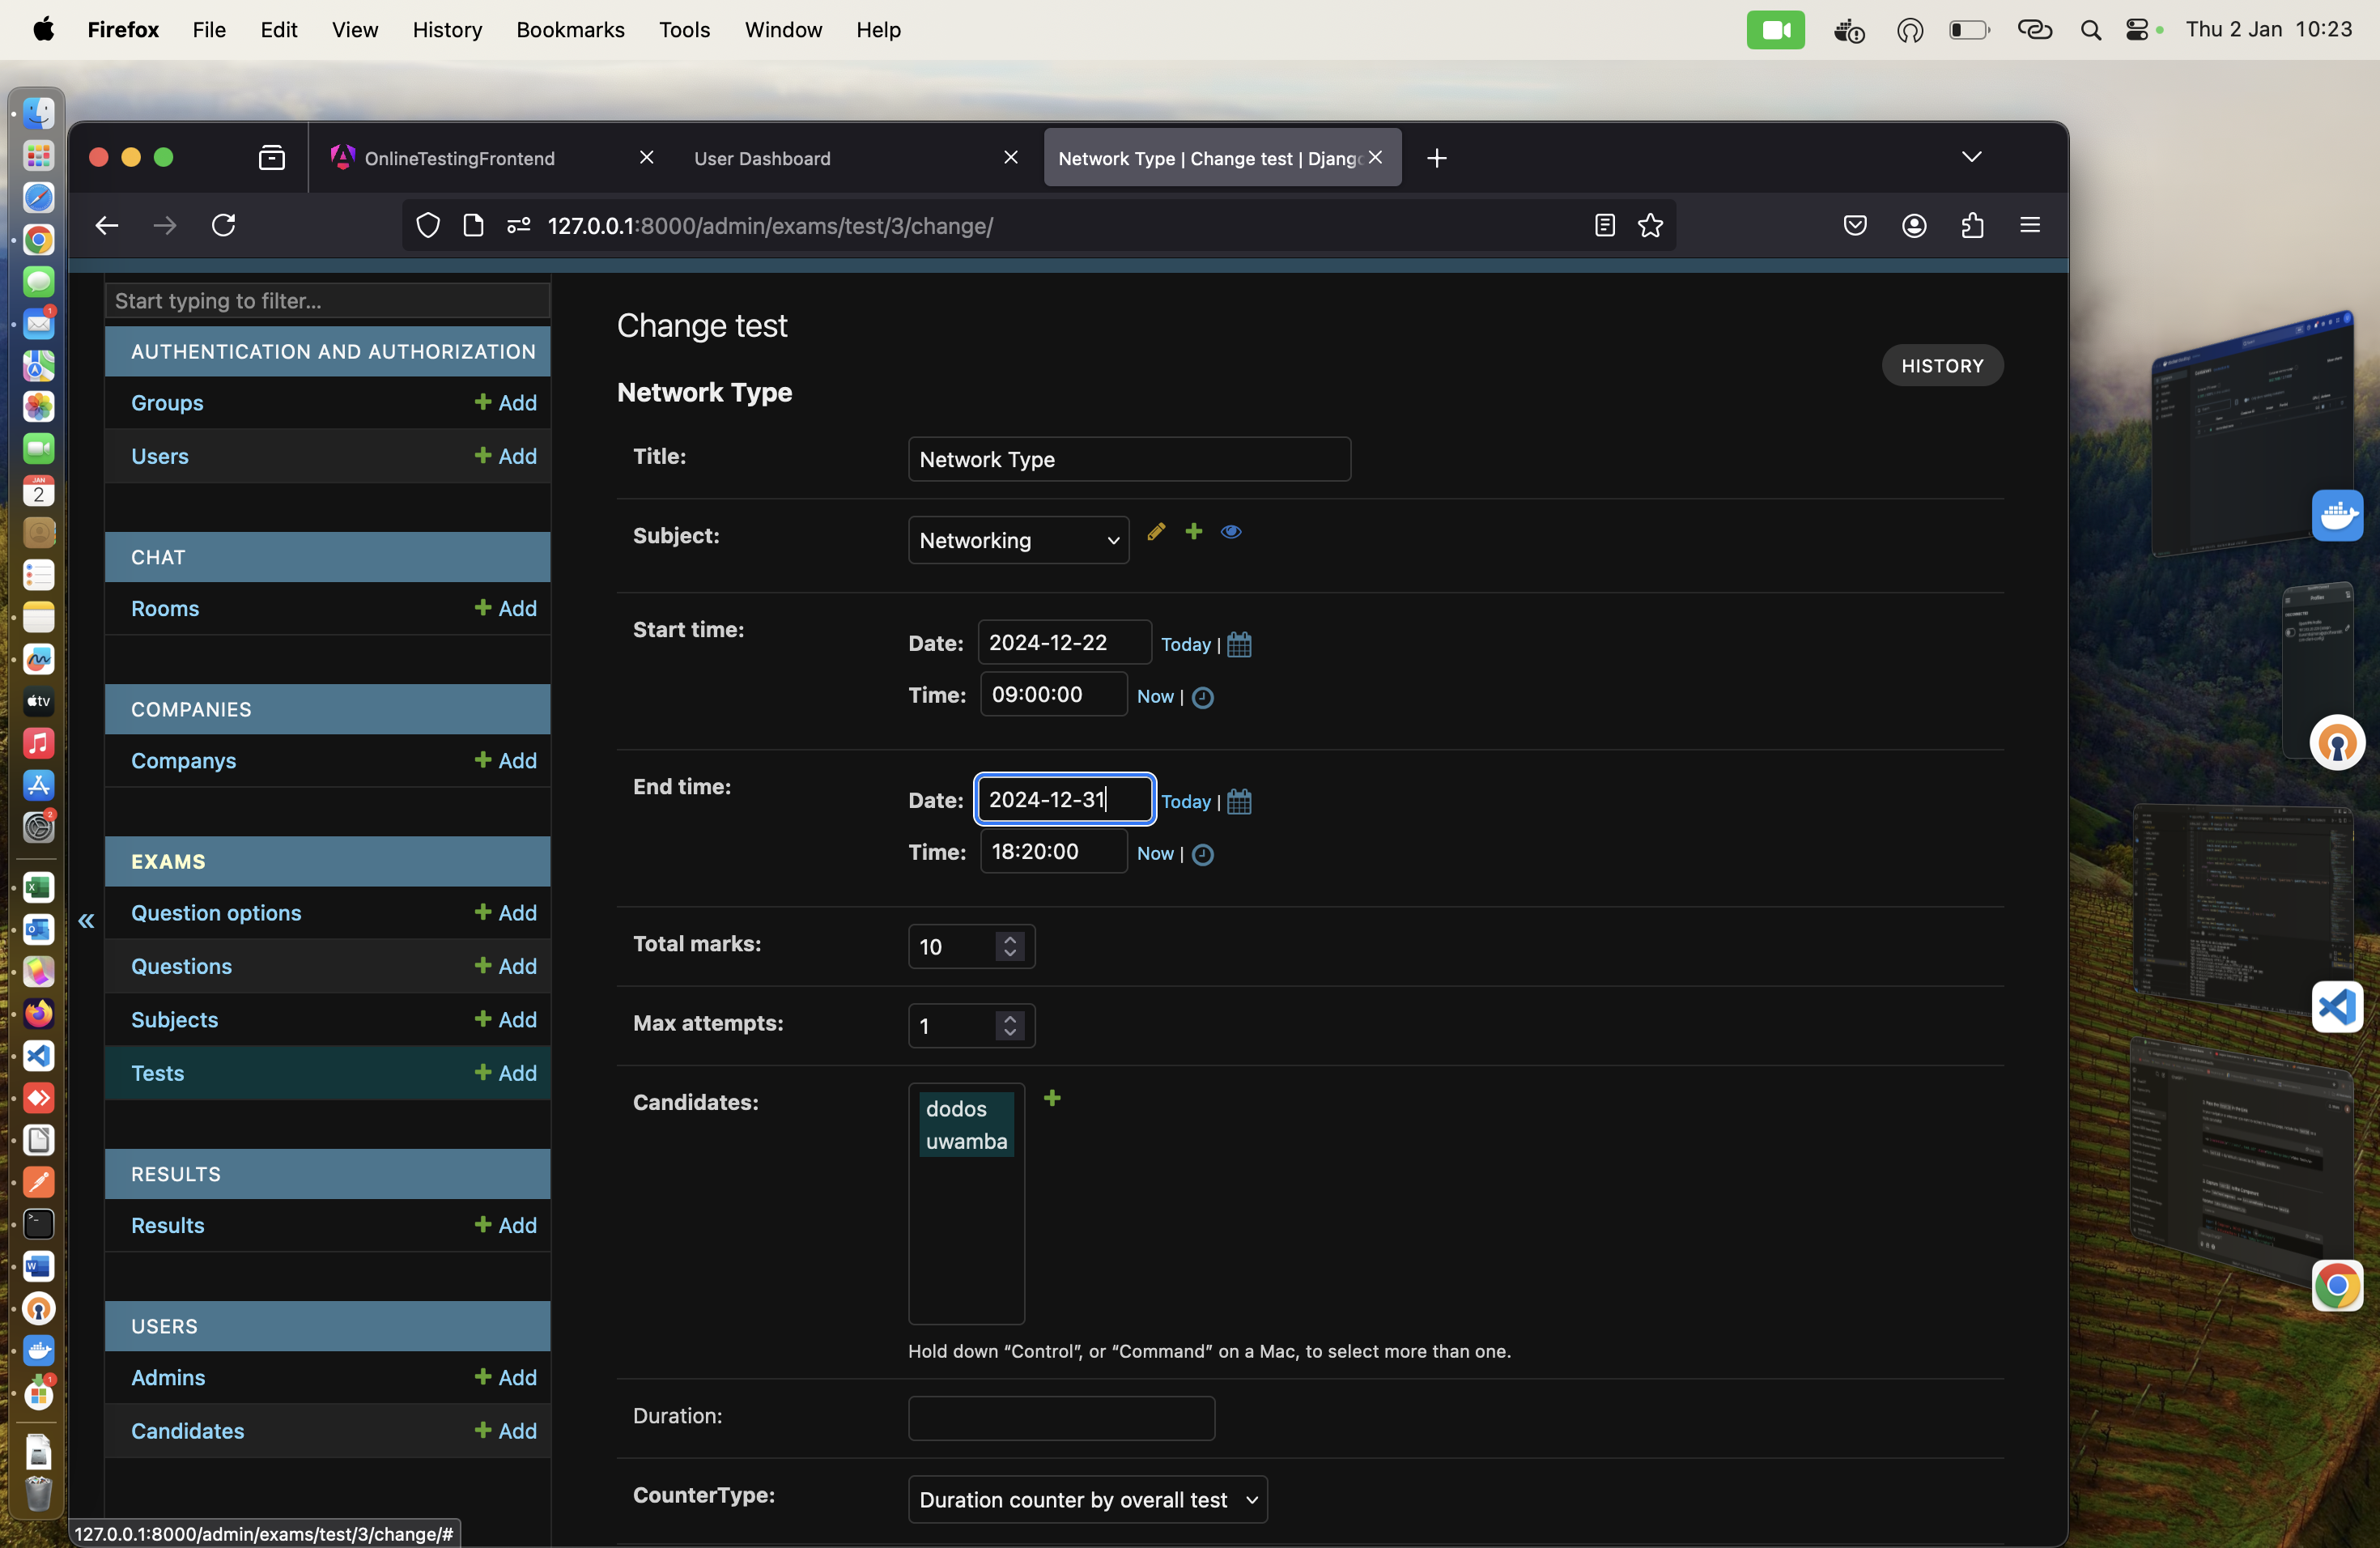 Firefox File Edit View History Bookmarks Tools Window Help Thu 2 Jan 10:23
OnlineTestingFrontend User Dashboard Network Type | Change test | Djang
127.0.0.1:8000/admin/exams/test/3/change/
Start typing to filter...
AUTHENTICATION AND AUTHORIZATION
Groups Add
Users Add
CHAT
Rooms Add
COMPANIES
Companys Add
EXAMS
Question options Add
Questions Add
Subjects Add
Tests Add
RESULTS
Results Add
USERS
Admins Add
Candidates Add
«
Change test
HISTORY
Network Type
Title: Network Type
Subject: Networking
Start time: Date: 2024-12-22 Today |
Time: 09:00:00 Now |
End time: Date: 2024-12-31 Today |
Time: 18:20:00 Now |
Total marks: 10
Max attempts: 1
Candidates: dodos
uwamba
Hold down “Control”, or “Command” on a Mac, to select more than one.
Duration:
CounterType: Duration counter by overall test
127.0.0.1:8000/admin/exams/test/3/change/#
JAN
2
tv